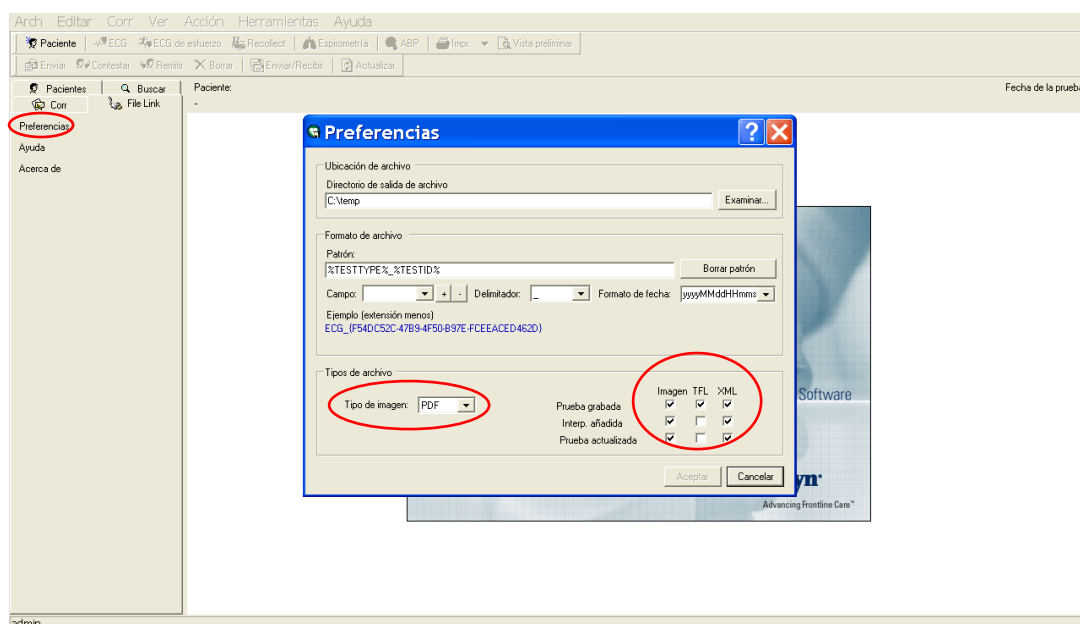 Arch Editar Corr Ver Acción Herramientas Ayuda
Paciente ECG ECG de esfuerzo Recollect Espirometría ABP Impr. Vista preliminar
Enviar Contestar Remitir Borrar Enviar/Recibir Actualizar
Pacientes Buscar
Corr File Link
Paciente: Fecha de la prueba
-
Preferencias
Ayuda
Acerca de
Preferencias
Ubicación de archivo
Directorio de salida de archivo
C:\temp Examinar...
Formato de archivo
Patrón:
%TESTTYPE%_%TESTID% Borrar patrón
Campo: + - Delimitador: _ Formato de fecha: yyyyMMddHHmms
Ejemplo (extensión menos)
ECG_{F54DC52C-47B9-4F50-B97E-FCEEACED462D}
Tipos de archivo
Imagen TFL XML
Tipo de imagen: PDF Prueba grabada
Interp. añadida
Prueba actualizada
Aceptar Cancelar
Software
yn
Advancing Frontline Care™
admin